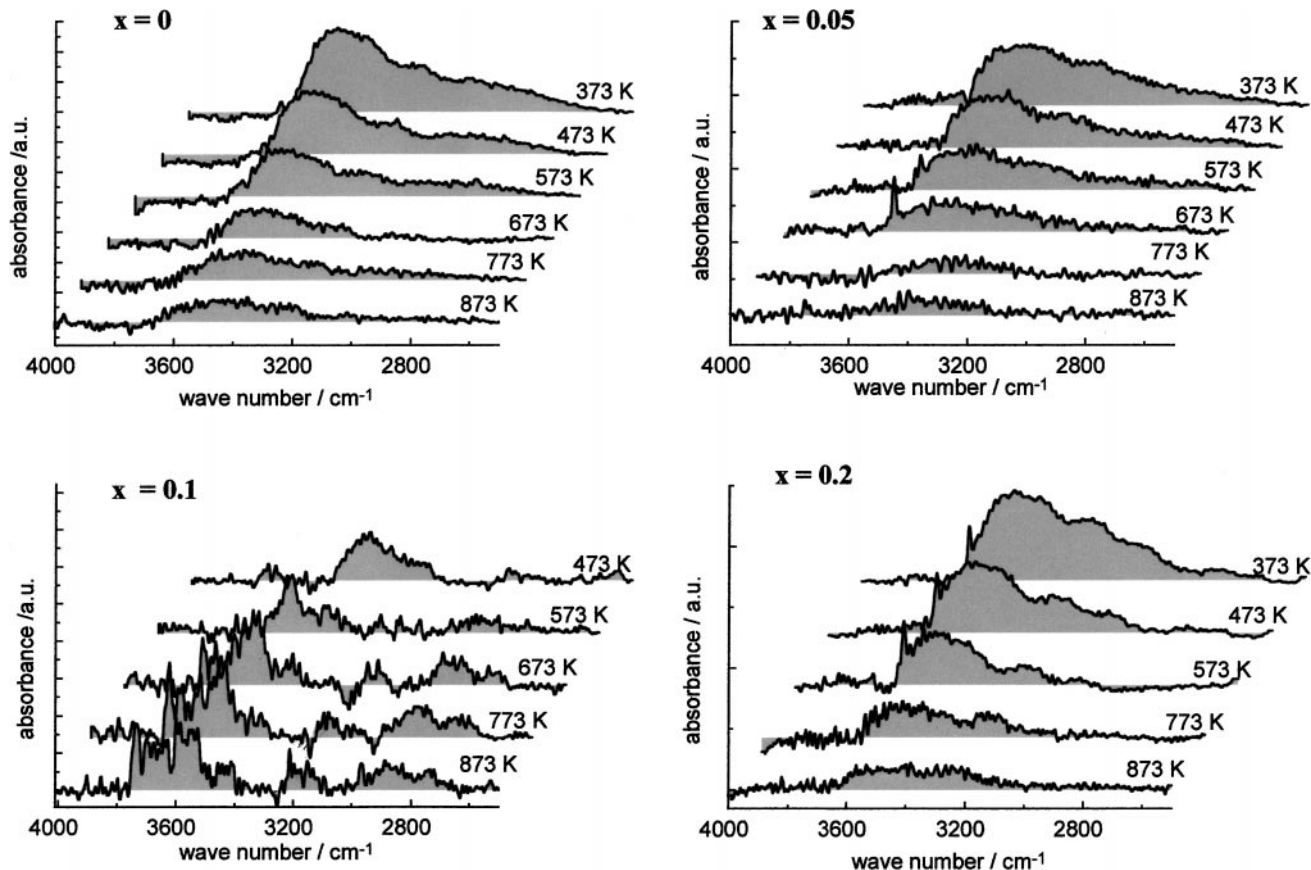 x = 0
absorbance /a.u.
373 K
473 K
573 K
673 K
773 K
873 K
4000 3600 3200 2800
wave number / cm-1
x = 0.05
absorbance / a.u.
373 K
473 K
573 K
673 K
773 K
873 K
4000 3600 3200 2800
wave number / cm-1
x = 0.1
absorbance /a.u.
473 K
573 K
673 K
773 K
873 K
4000 3600 3200 2800
wave number / cm-1
x = 0.2
absorbance / a.u.
373 K
473 K
573 K
773 K
873 K
4000 3600 3200 2800
wave number / cm-1